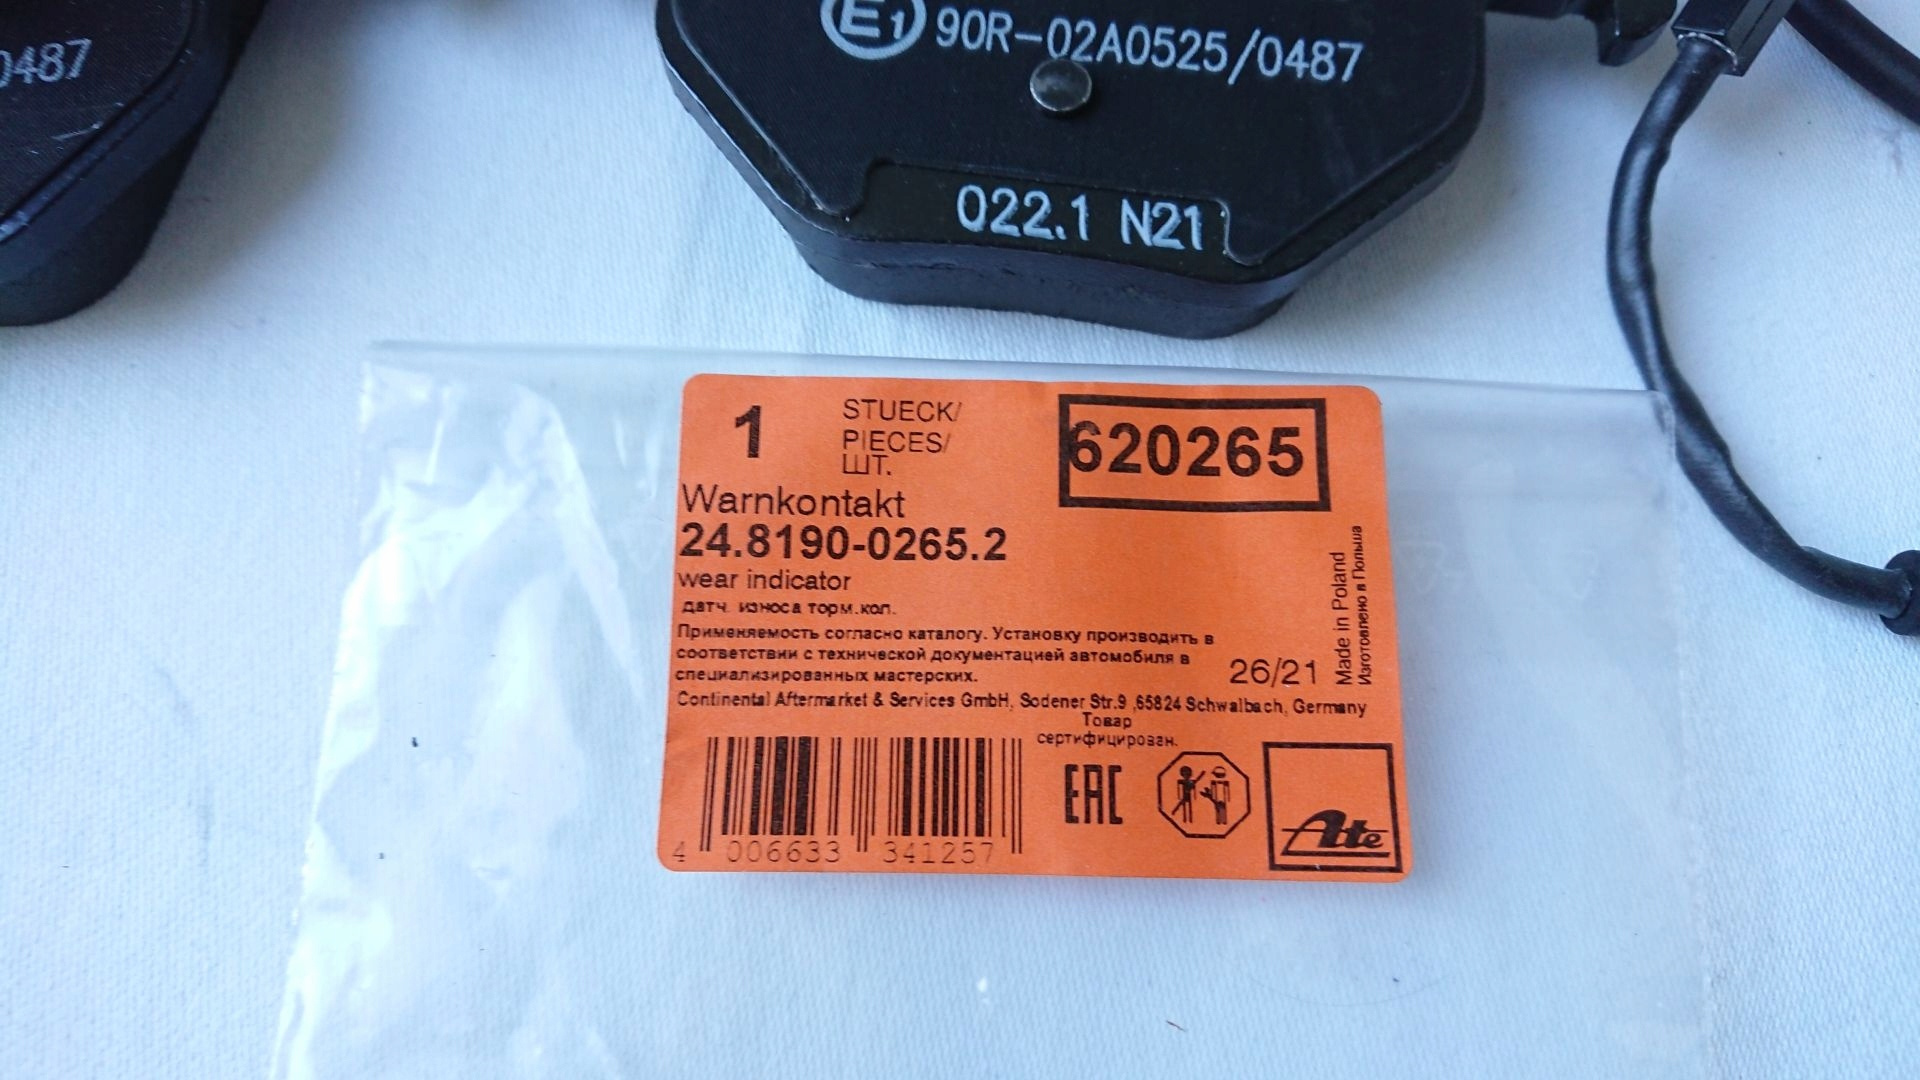 0487
E1 90R-02A0525/0487
022.1 N21
1 STUECK/
PIECES/
ШТ.
620265
Warnkontakt
24.8190-0265.2
wear indicator
датч. износа торм.кол.
Применяемость согласно каталогу. Установку производить в
соответствии с технической документацией автомобиля в
специализированных мастерских.
26/21
Made in Poland
Изготовлено в Польша
Continental Aftermarket & Services GmbH, Sodener Str.9 ,65824 Schwalbach, Germany
Товар
сертифицирован.
4 006633 341257
EAC
Ate